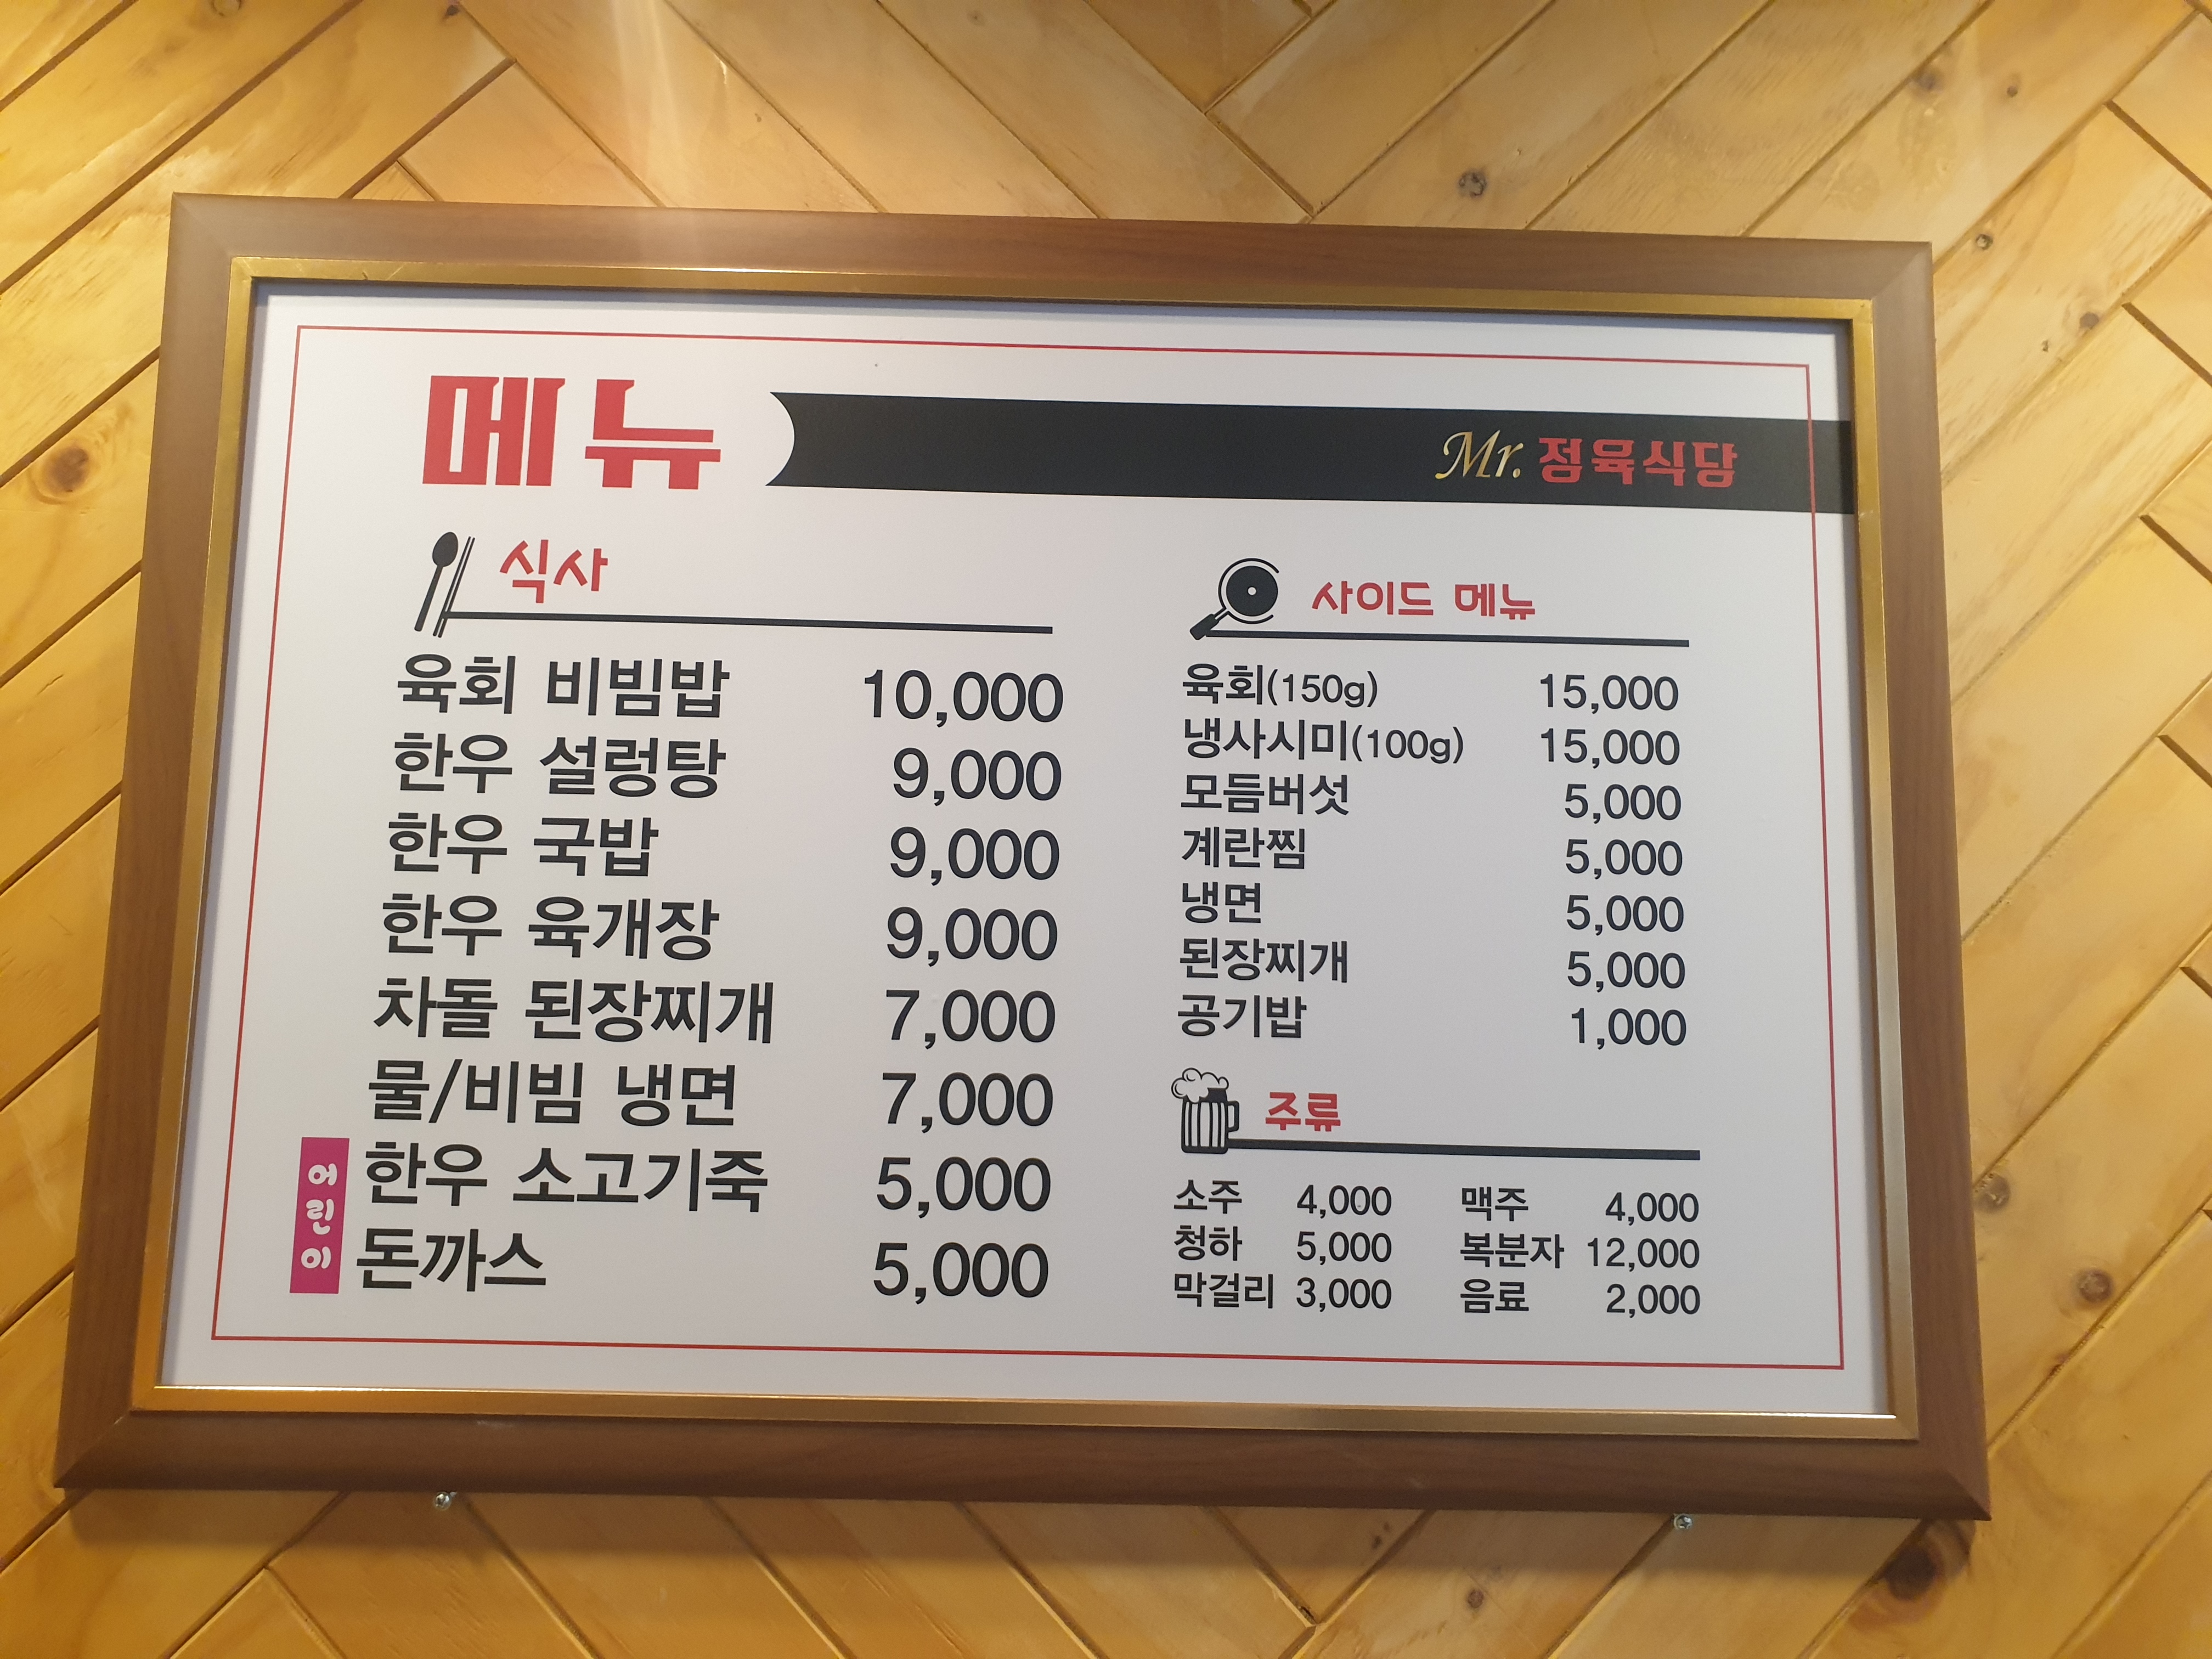 메뉴
Mr. 정육식당
식사
육회 비빔밥 10,000
한우 설렁탕 9,000
한우 국밥 9,000
한우 육개장 9,000
차돌 된장찌개 7,000
물/비빔 냉면 7,000
어린이
한우 소고기죽 5,000
돈까스 5,000
사이드 메뉴
육회(150g) 15,000
냉사시미(100g) 15,000
모듬버섯 5,000
계란찜 5,000
냉면 5,000
된장찌개 5,000
공기밥 1,000
주류
소주 4,000 맥주 4,000
청하 5,000 복분자 12,000
막걸리 3,000 음료 2,000